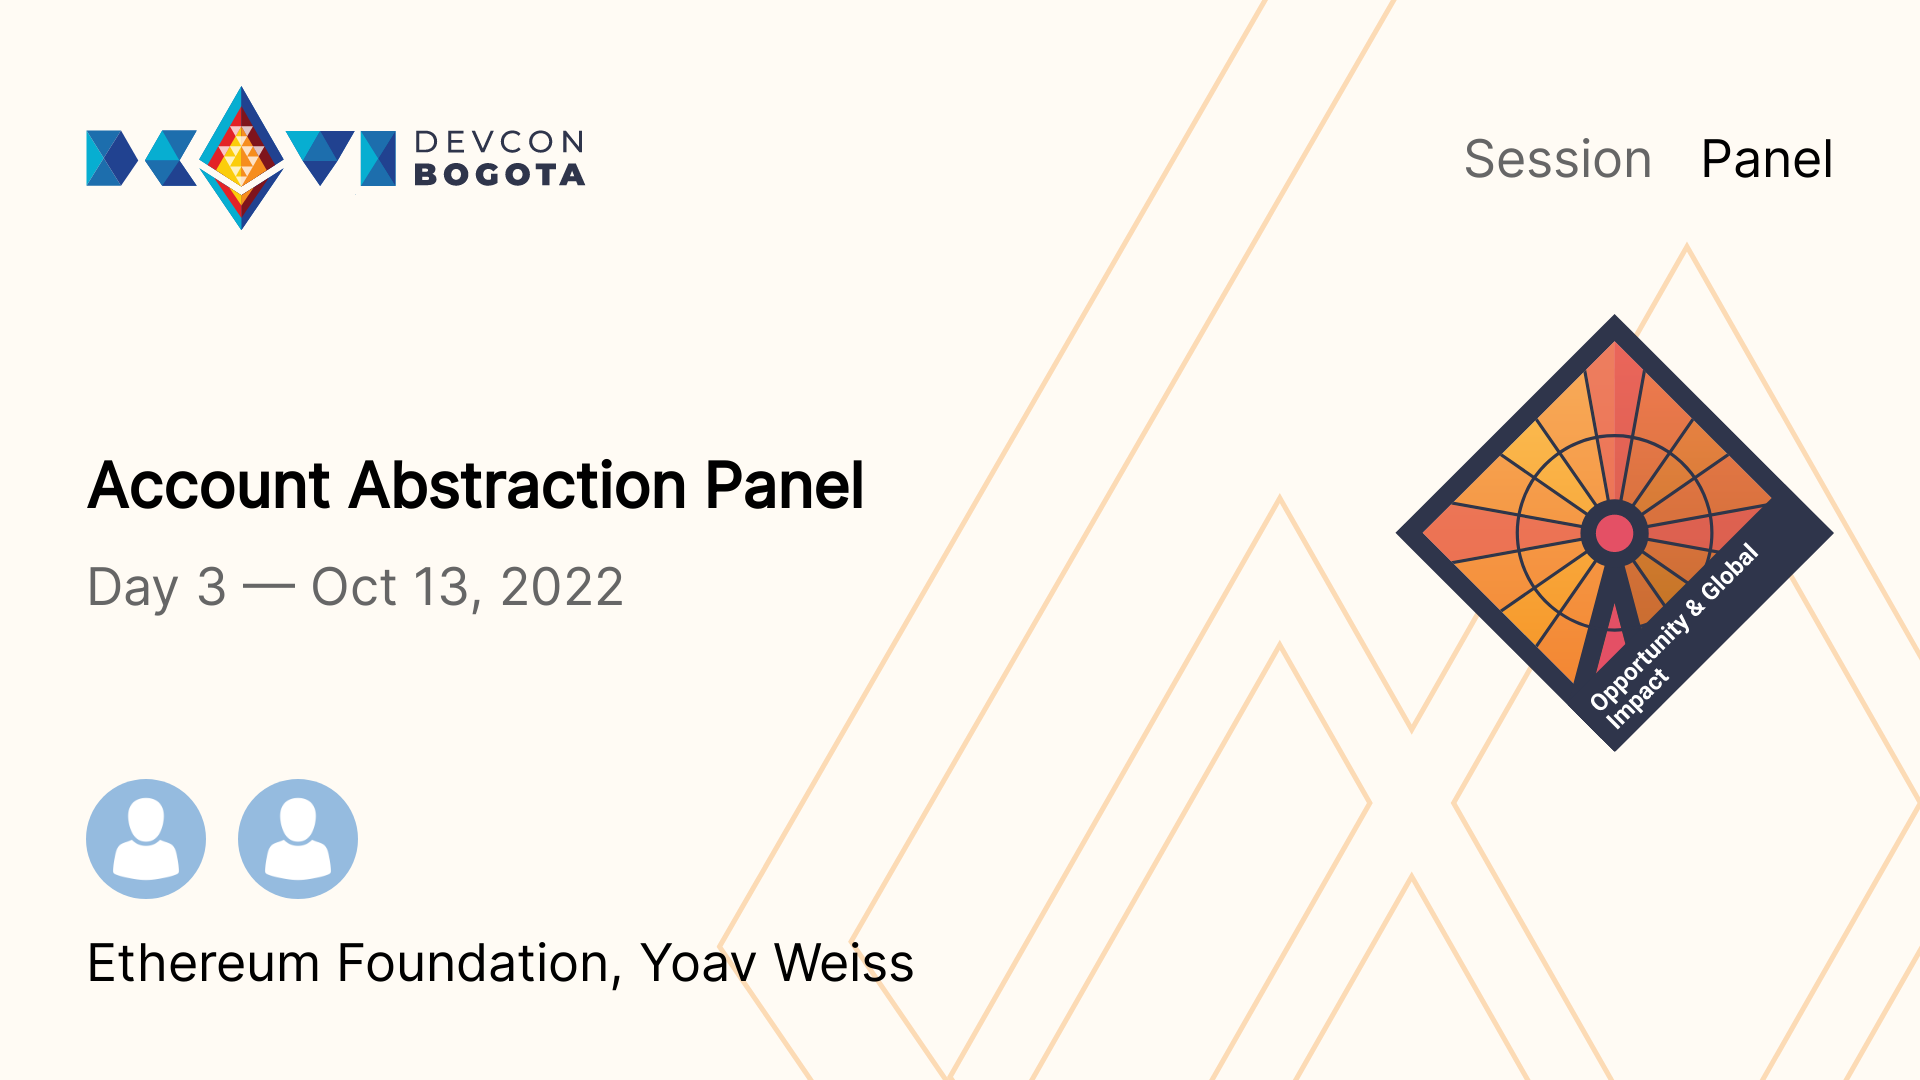 DEVCON
BOGOTA
Session Panel
Account Abstraction Panel
Day 3 — Oct 13, 2022
Opportunity & Global
Impact
Ethereum Foundation, Yoav Weiss